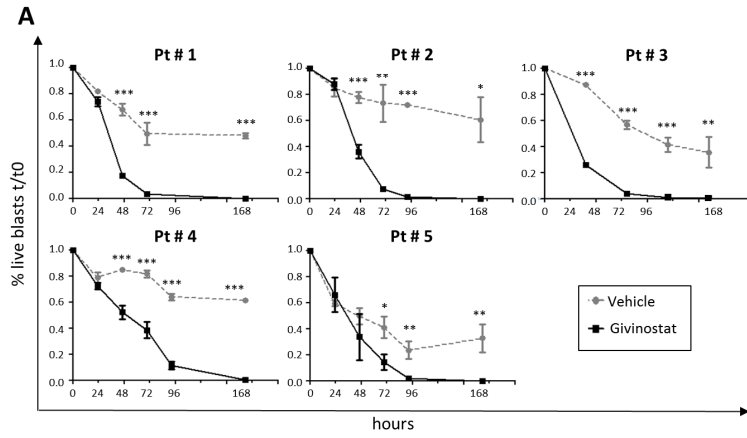 A
Pt # 1
Pt # 2
Pt # 3
1.0
0.8
0.6
0.4
0.2
0.0
0 24 48 72 96 168
*** *** ***
1.0
0.8
0.6
0.4
0.2
0.0
0 24 48 72 96 168
*** ** *** *
1.0
0.8
0.6
0.4
0.2
0.0
0 24 48 72 96 120 144 168
*** *** *** **
Pt # 4
Pt # 5
1.0
0.8
0.6
0.4
0.2
0.0
0 24 48 72 96 168
*** *** *** ***
1.0
0.8
0.6
0.4
0.2
0.0
0 24 48 72 96 168
* ** **
Vehicle
Givinostat
% live blasts t/t0
hours